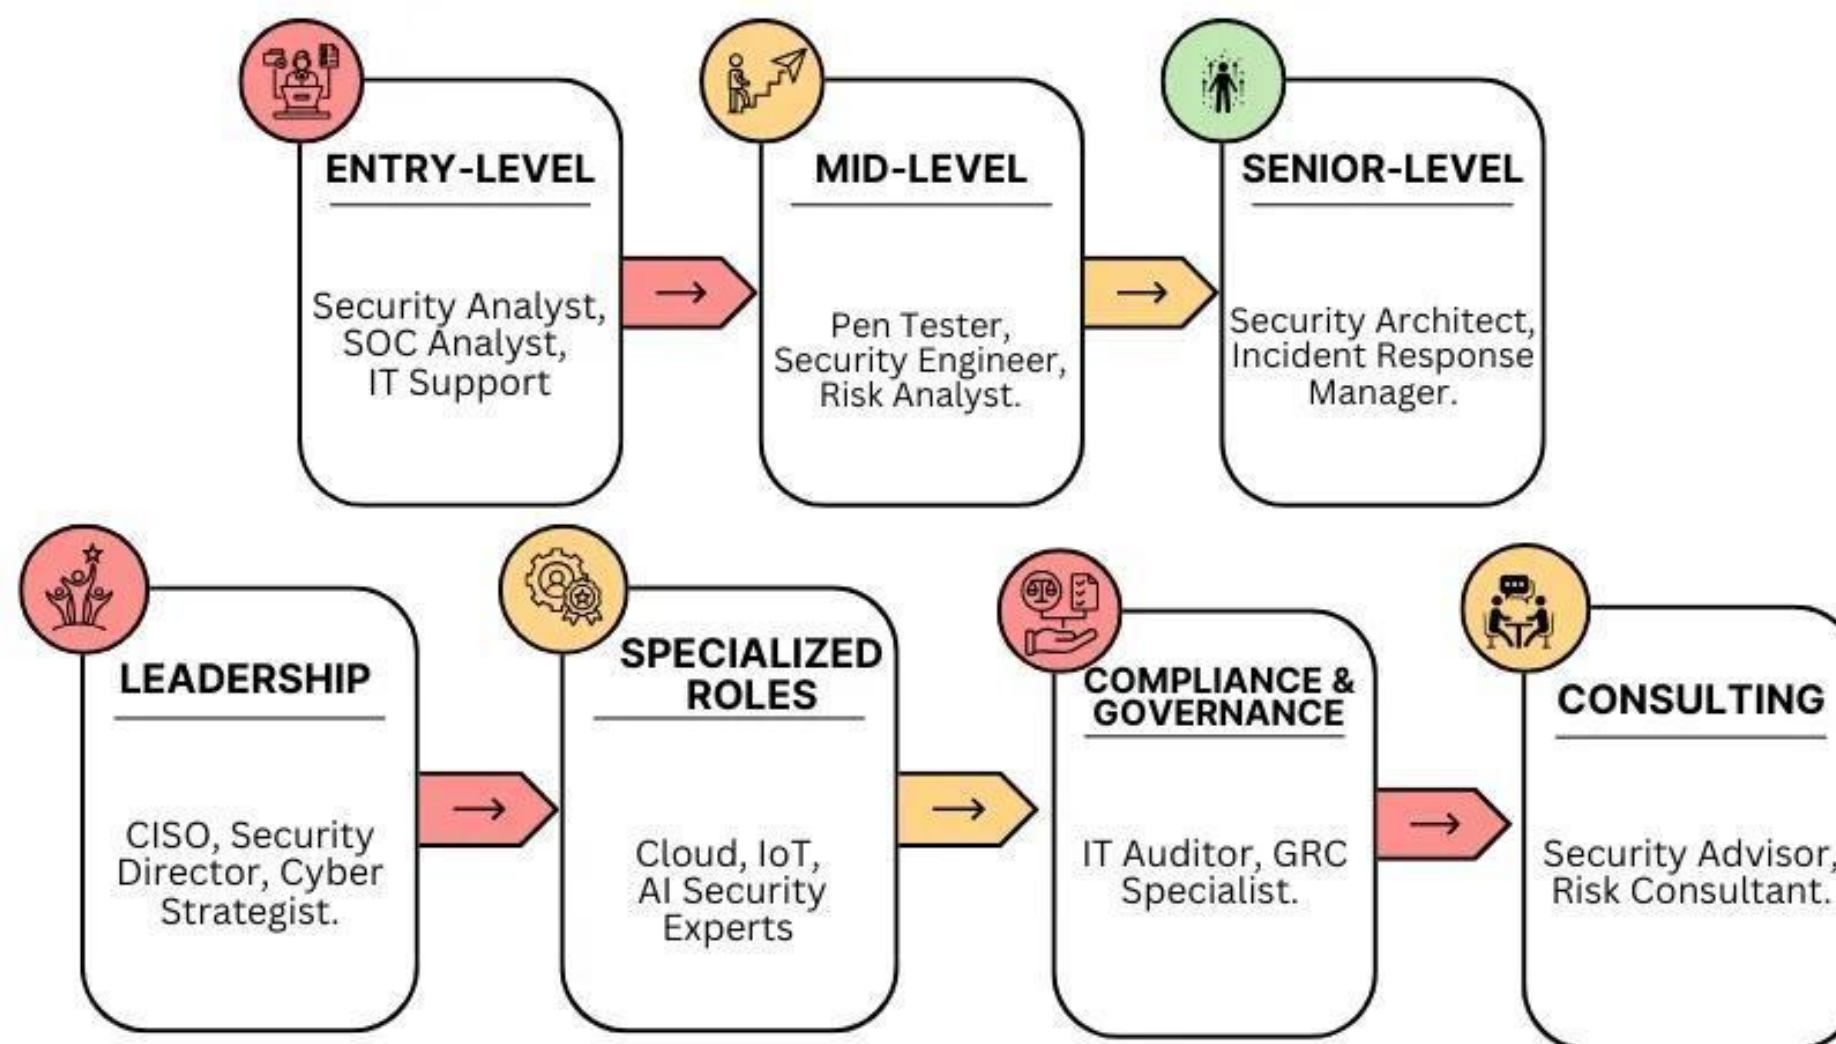 ENTRY-LEVEL
Security Analyst,
SOC Analyst,
IT Support
MID-LEVEL
Pen Tester,
Security Engineer,
Risk Analyst.
SENIOR-LEVEL
Security Architect,
Incident Response
Manager.
LEADERSHIP
CISO, Security
Director, Cyber
Strategist.
SPECIALIZED
ROLES
Cloud, IoT,
AI Security
Experts
COMPLIANCE &
GOVERNANCE
IT Auditor, GRC
Specialist.
CONSULTING
Security Advisor,
Risk Consultant.